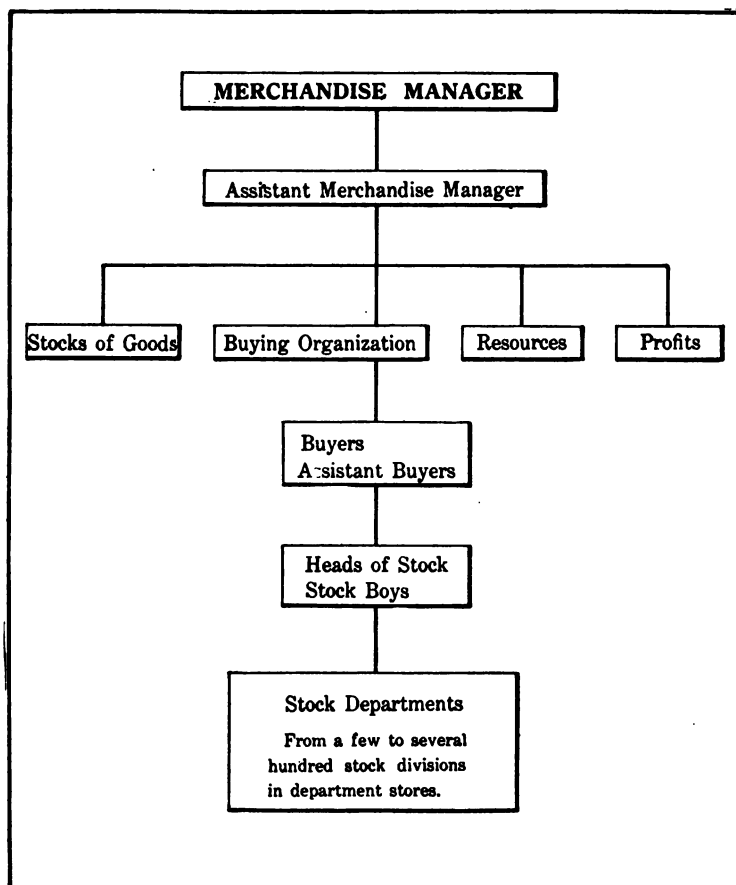 MERCHANDISE MANAGER
Assistant Merchandise Manager
Stocks of Goods
Buying Organization
Resources
Profits
Buyers
Assistant Buyers
Heads of Stock
Stock Boys
Stock Departments
From a few to several
hundred stock divisions
in department stores.